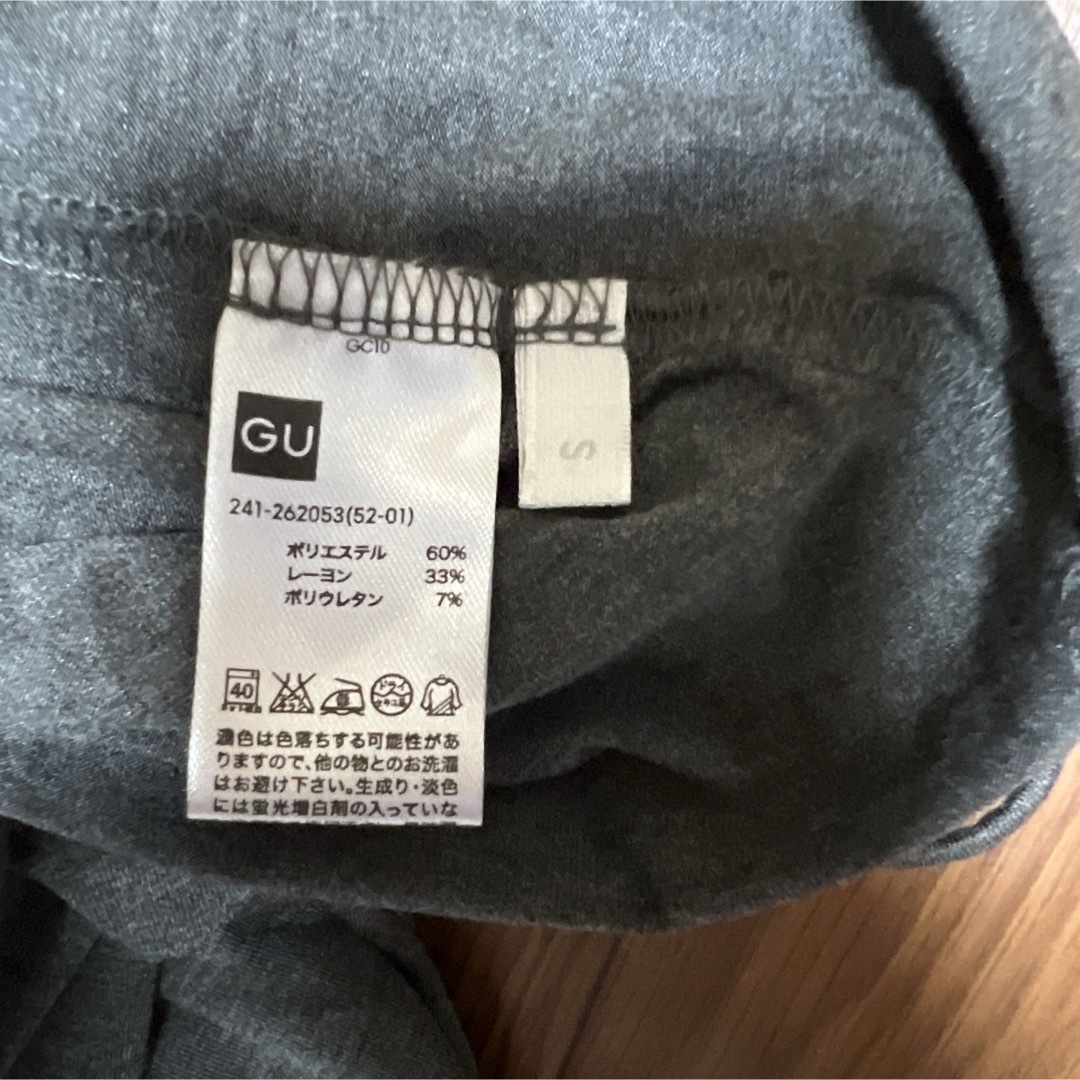 GC10
GU
S
241-262053(52-01)
ポリエステル 60%
レーヨン 33%
ポリウレタン 7%
40
濃色は色落ちする可能性があ
りますので、他の物とのお洗濯
はお避け下さい。生成り・淡色
には蛍光増白剤の入っていな